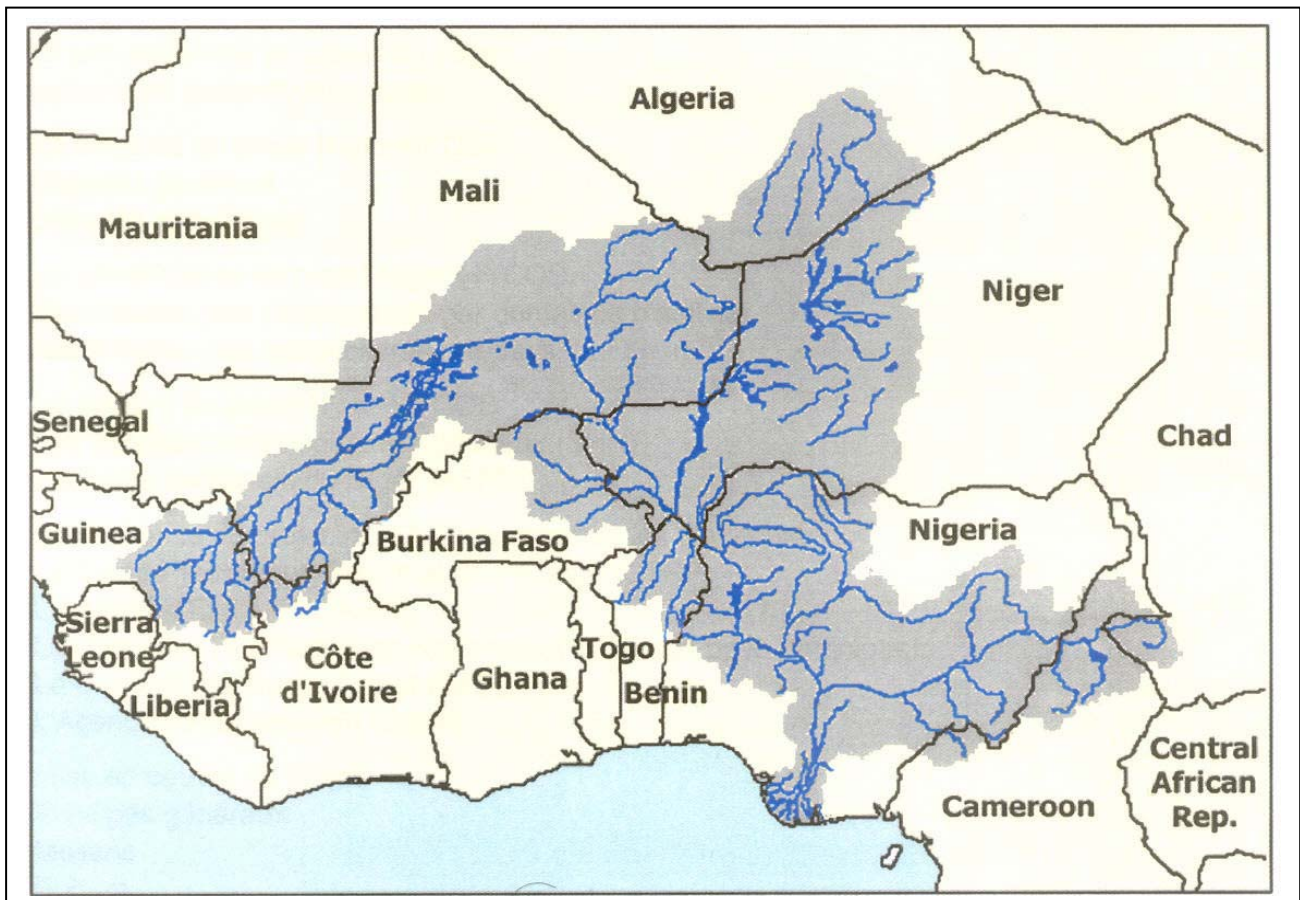 Algeria
Mali
Mauritania
Niger
Senegal
Chad
Guinea
Burkina Faso
Nigeria
Sierra
Leone
Côte
d'Ivoire
Ghana
Togo
Benin
Liberia
Central
African
Rep.
Cameroon